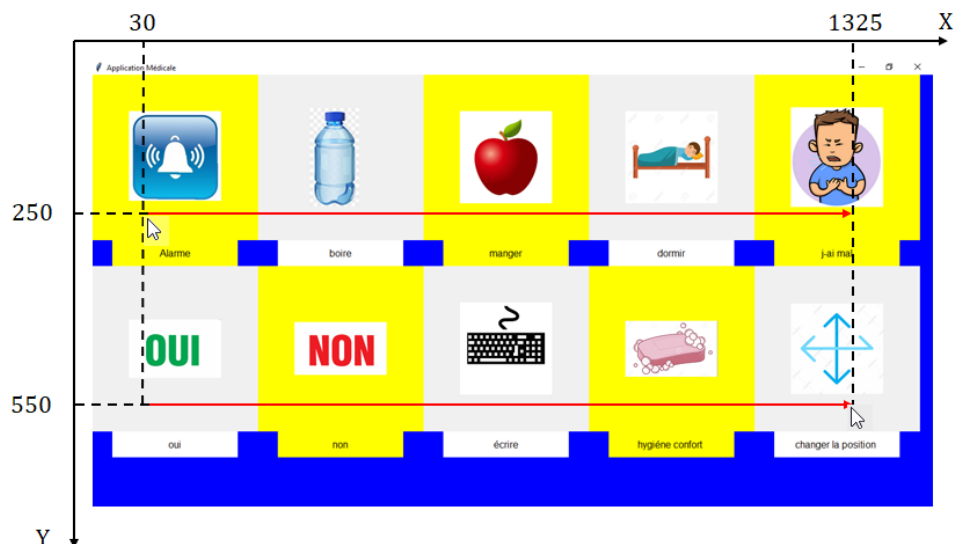 30
1325
X
Application Médicale
250
Alarme
boire
manger
dormir
j-ai mal
OUI
NON
550
oui
non
écrire
hygiéne confort
changer la position
Y